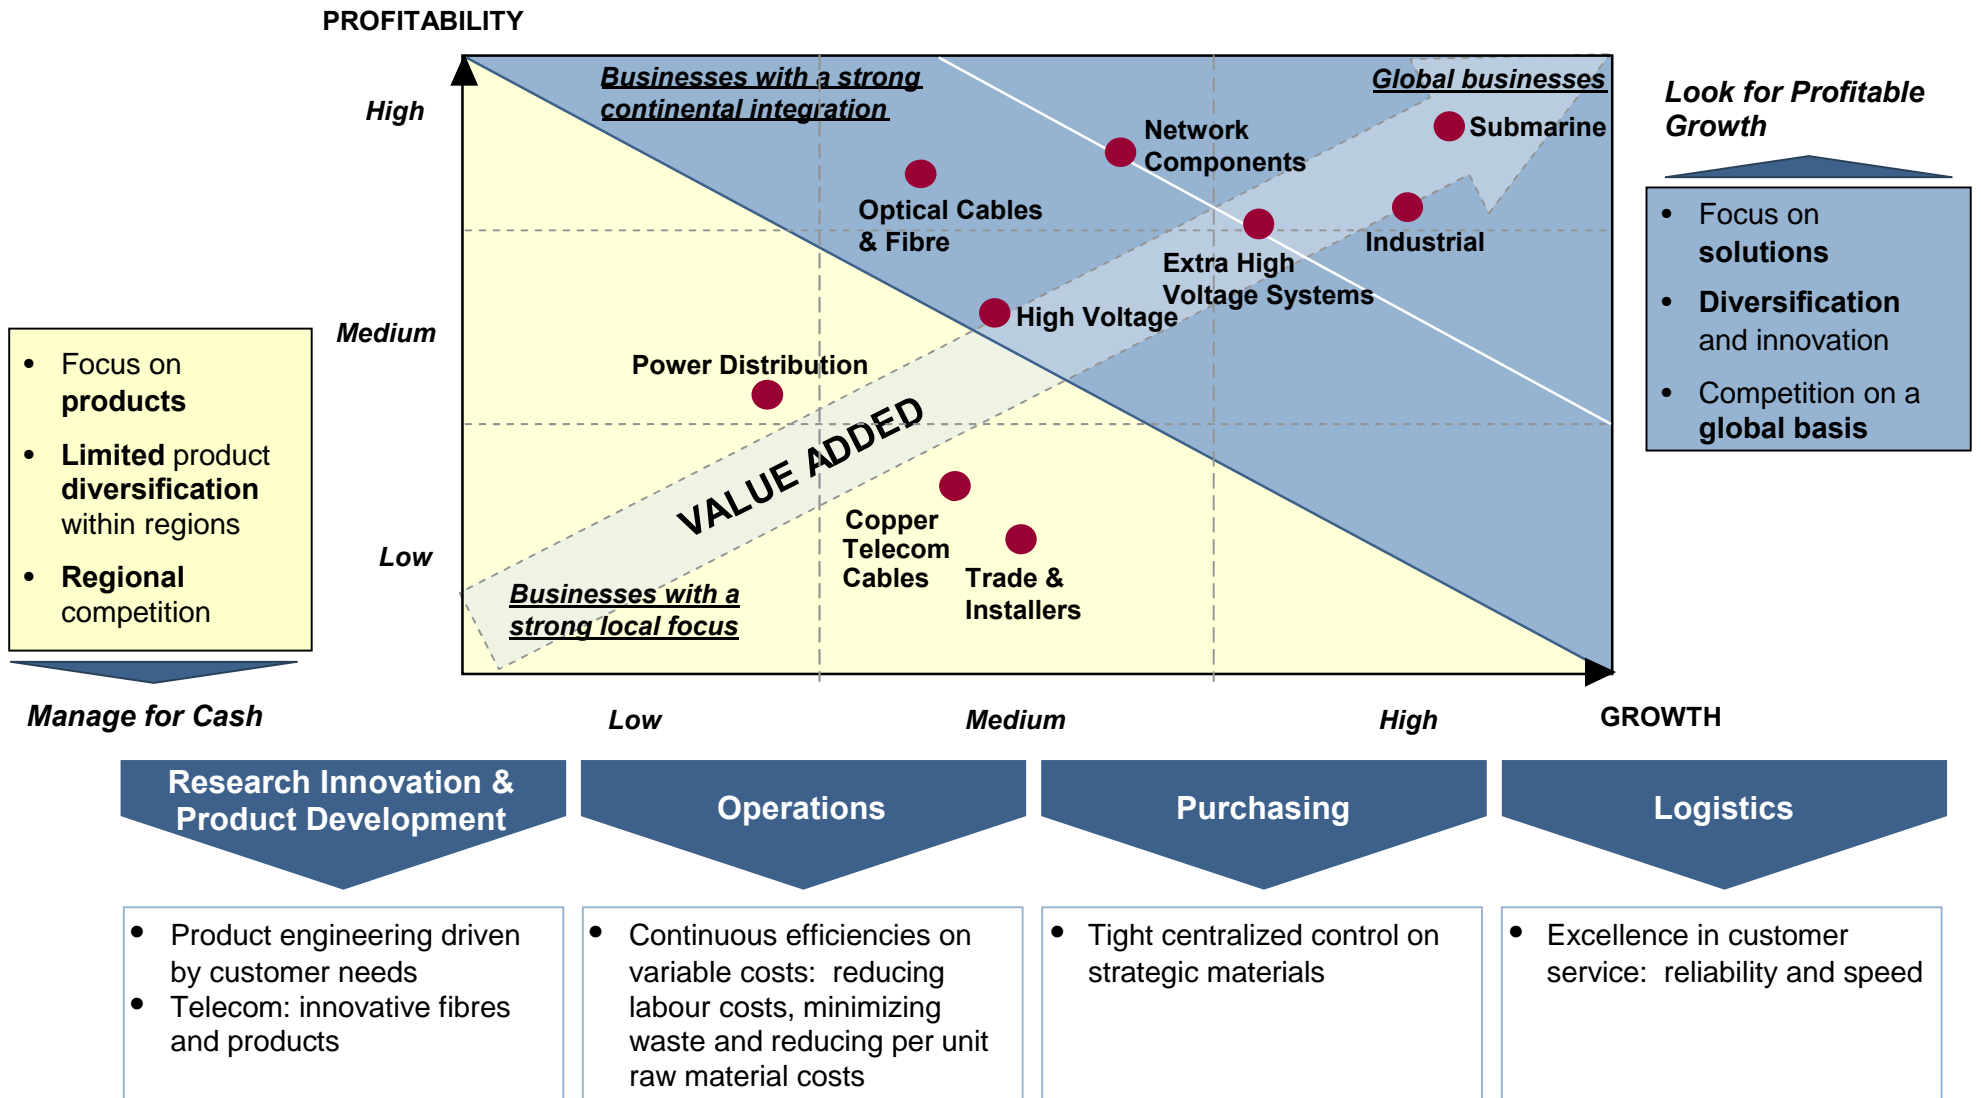 PROFITABILITY
High
Medium
Low
Businesses with a strong
continental integration
Global businesses
Submarine
Network
Components
Optical Cables
& Fibre
Industrial
Extra High
Voltage Systems
High Voltage
Power Distribution
VALUE ADDED
Copper
Telecom
Cables
Trade &
Installers
Businesses with a
strong local focus
Low
Medium
High
GROWTH
• Focus on
products
• Limited product
diversification
within regions
• Regional
competition
Manage for Cash
Look for Profitable
Growth
• Focus on
solutions
• Diversification
and innovation
• Competition on a
global basis
Research Innovation &
Product Development
• Product engineering driven
by customer needs
• Telecom: innovative fibres
and products
Operations
• Continuous efficiencies on
variable costs: reducing
labour costs, minimizing
waste and reducing per unit
raw material costs
Purchasing
• Tight centralized control on
strategic materials
Logistics
• Excellence in customer
service: reliability and speed